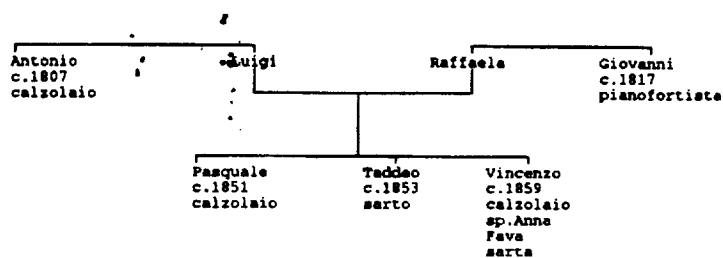 Antonio
c.1807
calzolaio
Luigi
Raffaela
Giovanni
c.1817
pianofortista
Pasquale
c.1851
calzolaio
Taddeo
c.1853
sarto
Vincenzo
c.1859
calzolaio
sp.Anna
Fava
sarta